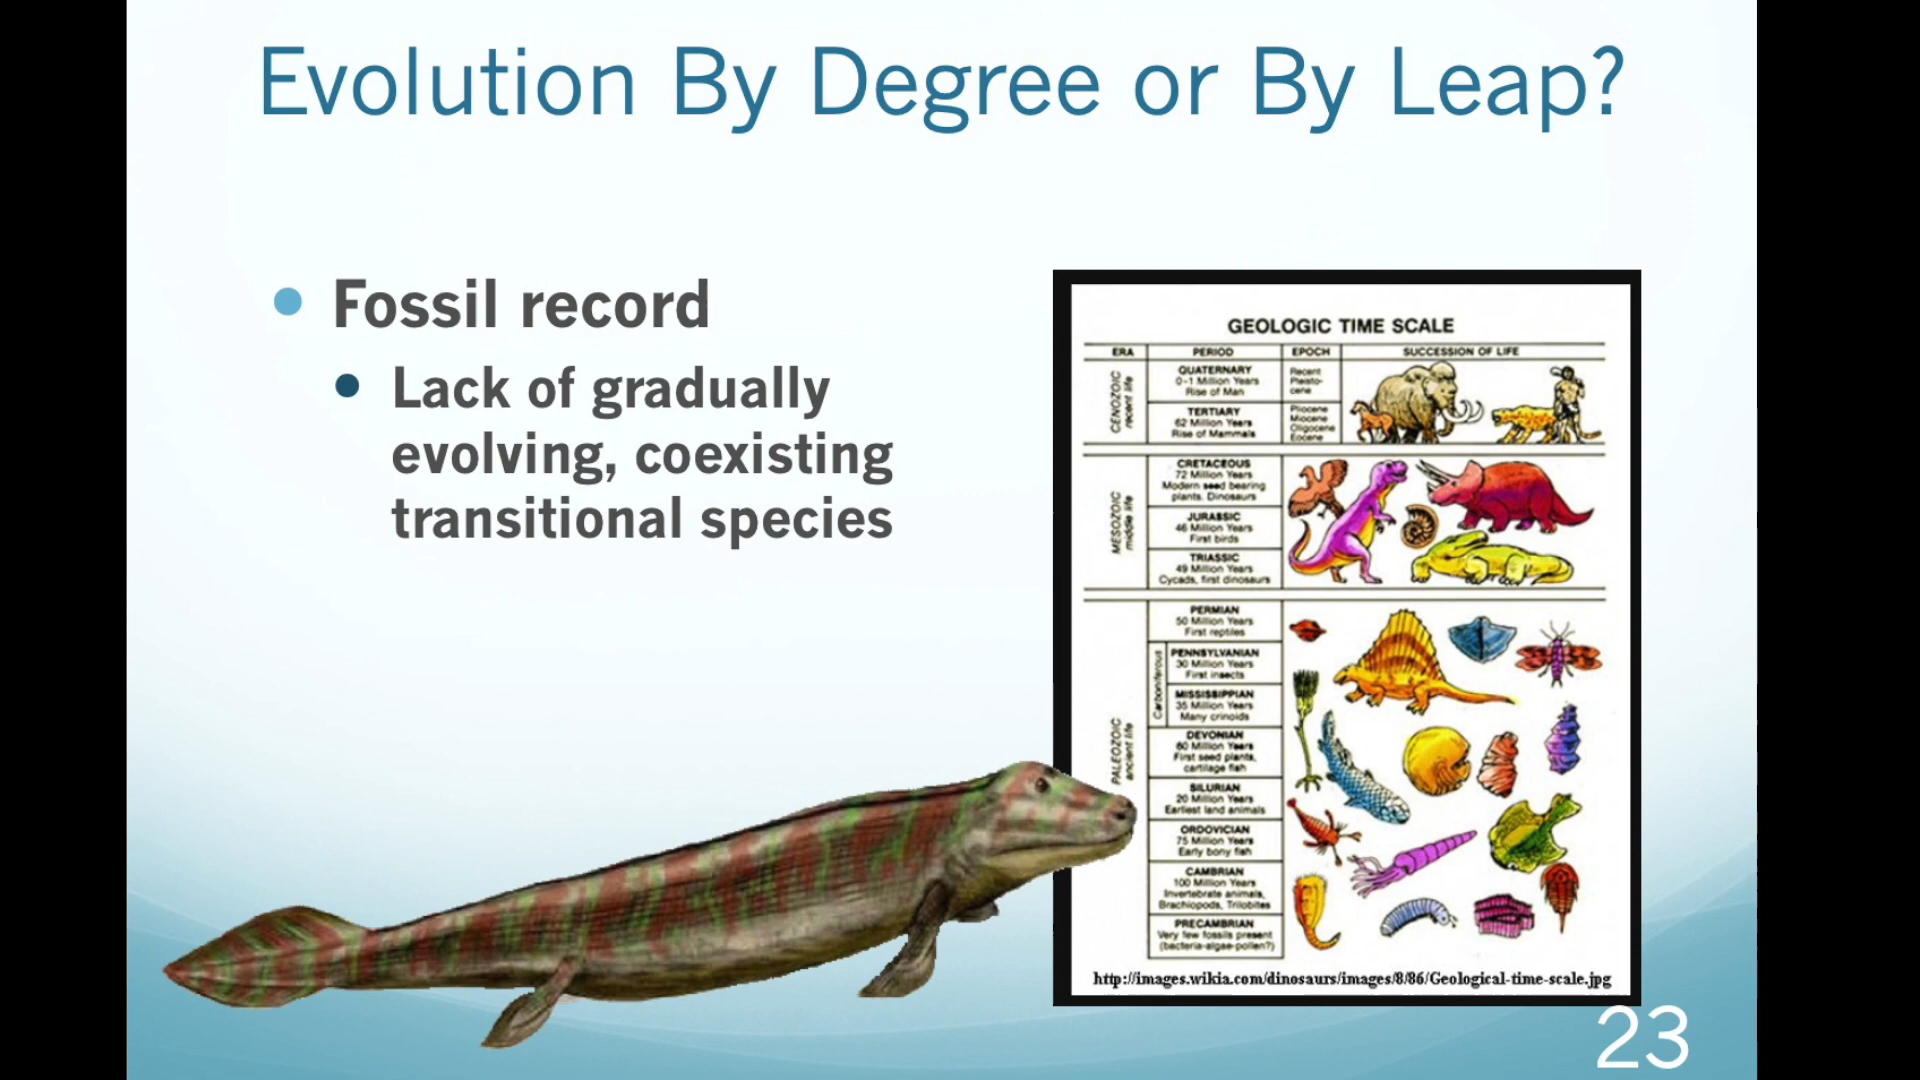 Evolution By Degree or By Leap?
Fossil record
Lack of gradually
evolving, coexisting
transitional species
GEOLOGIC TIME SCALE
ERA PERIOD EPOCH SUCCESSION OF LIFE
CENOZOIC
recent life
QUATERNARY
0-1 Million Years
Rise of Man
Recent
Pleisto-
cene
TERTIARY
62 Million Years
Rise of Mammals
Pliocene
Miocene
Oligocene
Eocene
MESOZOIC
middle life
CRETACEOUS
72 Million Years
Modern seed bearing
plants. Dinosaurs
JURASSIC
46 Million Years
First birds
TRIASSIC
49 Million Years
Cycads, first dinosaurs
PALEOZOIC
ancient life
PERMIAN
50 Million Years
First reptiles
Carboniferous
PENNSYLVANIAN
30 Million Years
First insects
MISSISSIPPIAN
35 Million Years
Many crinoids
DEVONIAN
60 Million Years
First seed plants,
cartilage fish
SILURIAN
20 Million Years
Earliest land animals
ORDOVICIAN
75 Million Years
Early bony fish
CAMBRIAN
100 Million Years
Invertebrate animals,
Brachiopods, Trilobites
PRECAMBRIAN
Very few fossils present
(bacteria-algae-pollen?)
http://images.wikia.com/dinosaurs/images/8/86/Geological-time-scale.jpg
23